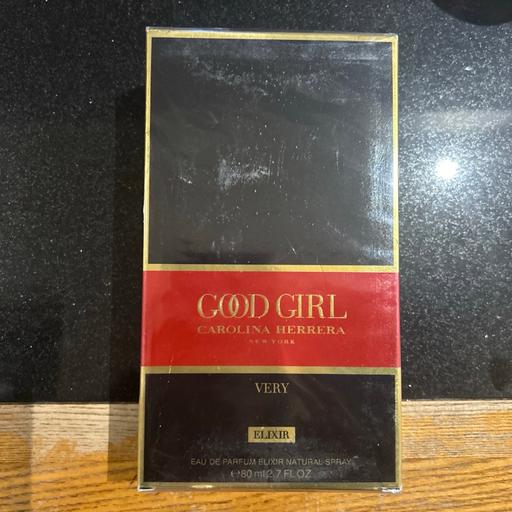 GOOD GIRL
CAROLINA HERRERA
NEW YORK
VERY
ELIXIR
EAU DE PARFUM ELIXIR NATURAL SPRAY
℮80 ml 2.7 FL OZ